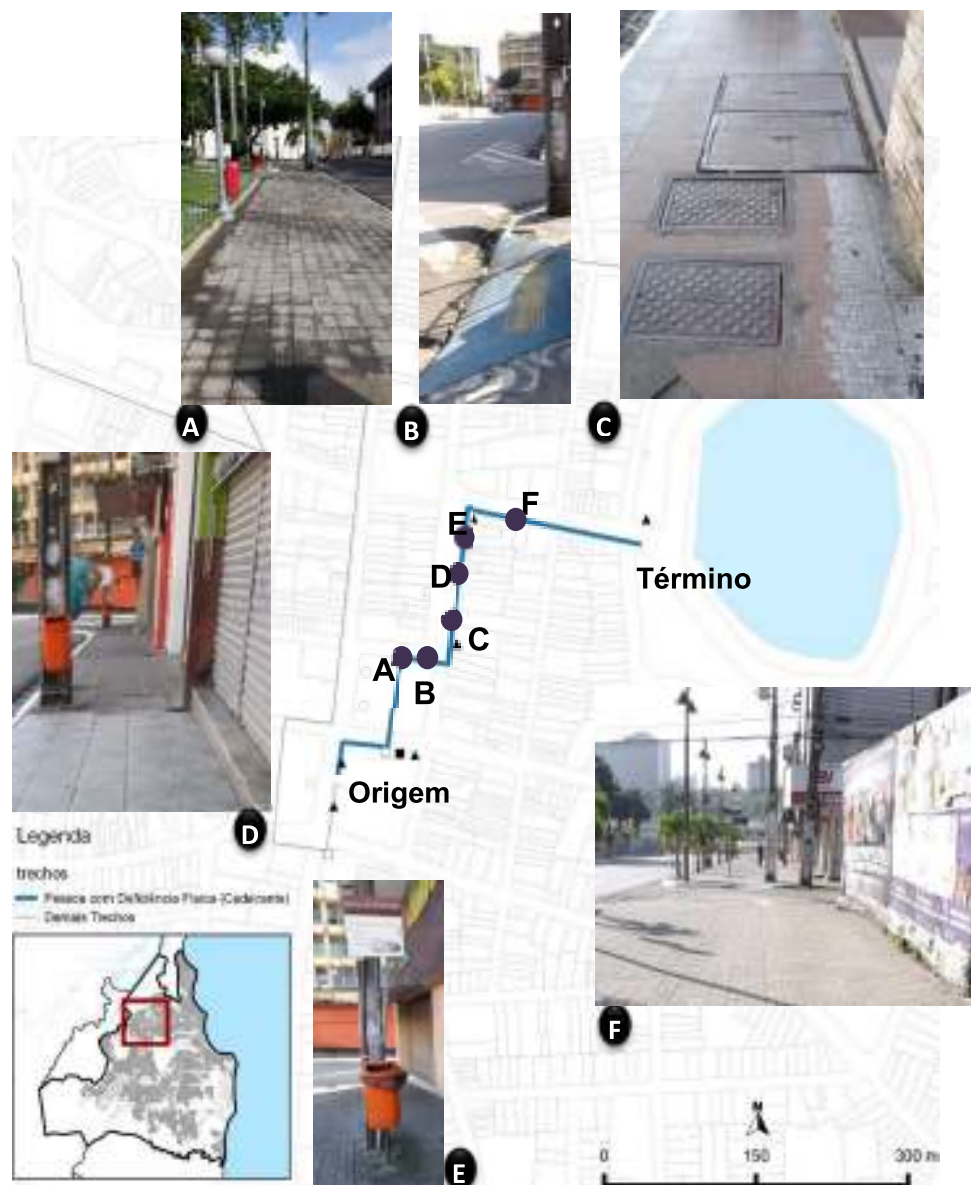 A
B
C
F
E
D
Término
C
A
B
Origem
D
Legenda
trechos
Pessoa com Deficiência Física (Cadeirante)
Demais Trechos
F
N
0 150 300 m
E